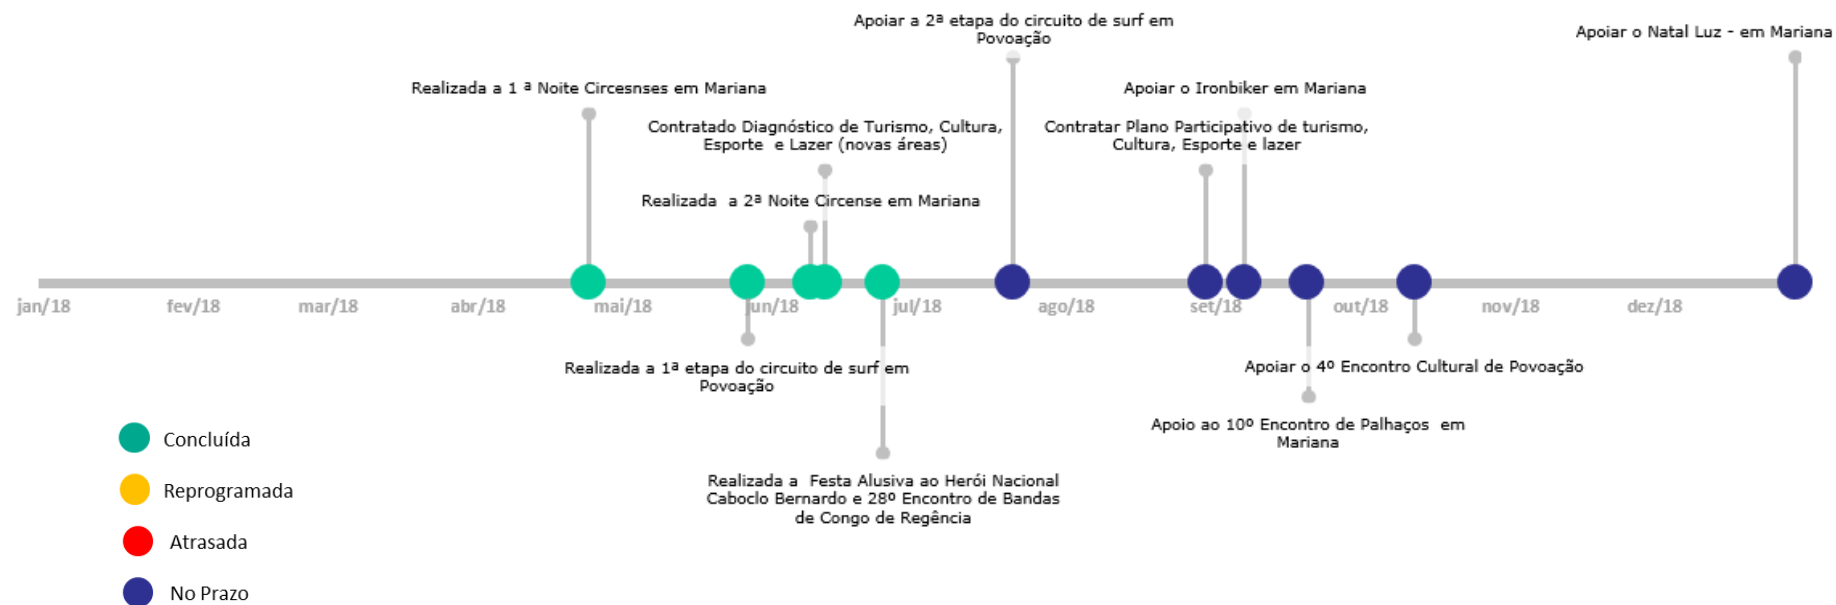 Apoiar a 2ª etapa do circuito de surf em
Povoação
Apoiar o Natal Luz - em Mariana
Realizada a 1 ª Noite Circesnses em Mariana
Apoiar o Ironbiker em Mariana
Contratado Diagnóstico de Turismo, Cultura,
Esporte  e Lazer (novas áreas)
Contratar Plano Participativo de turismo,
Cultura, Esporte e lazer
Realizada  a 2ª Noite Circense em Mariana
jan/18
fev/18
mar/18
abr/18
mai/18
jun/18
jul/18
ago/18
set/18
out/18
nov/18
dez/18
Realizada a 1ª etapa do circuito de surf em
Povoação
Apoiar o 4º Encontro Cultural de Povoação
Apoio ao 10º Encontro de Palhaços  em
Mariana
Realizada a  Festa Alusiva ao Herói Nacional
Caboclo Bernardo e 28º Encontro de Bandas
de Congo de Regência
Concluída
Reprogramada
Atrasada
No Prazo